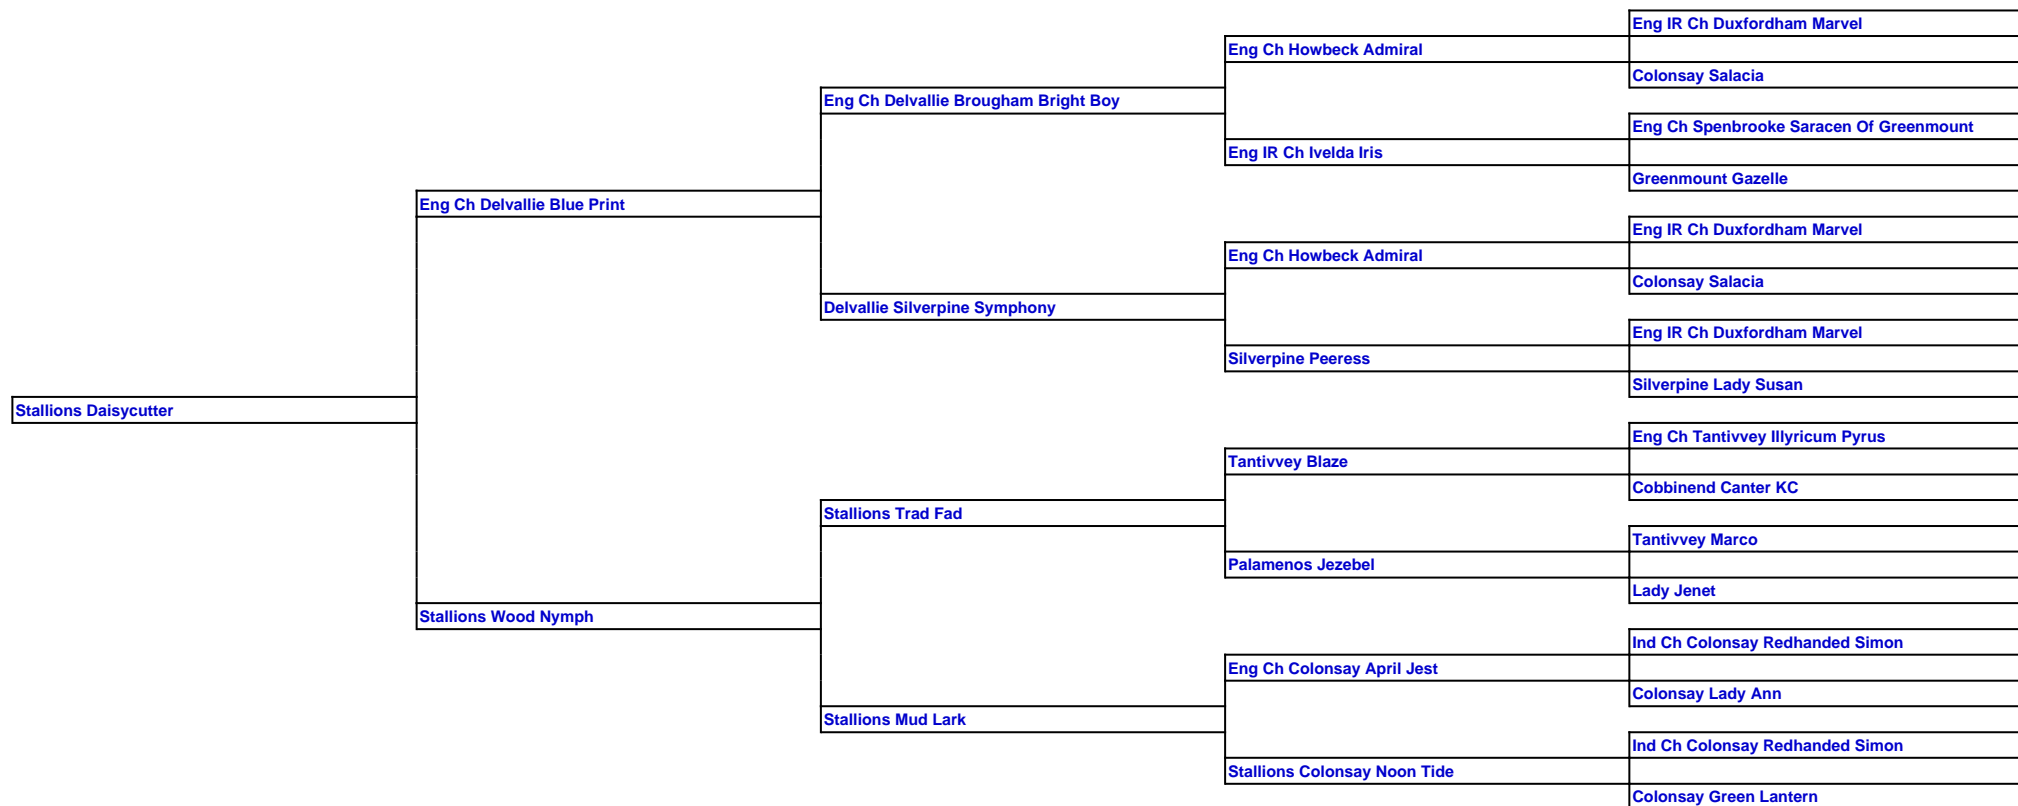 Eng IR Ch Duxfordham Marvel
Eng Ch Howbeck Admiral
Colonsay Salacia
Eng Ch Delvallie Brougham Bright Boy
Eng Ch Spenbrooke Saracen Of Greenmount
Eng IR Ch Ivelda Iris
Greenmount Gazelle
Eng Ch Delvallie Blue Print
Eng IR Ch Duxfordham Marvel
Eng Ch Howbeck Admiral
Colonsay Salacia
Delvallie Silverpine Symphony
Eng IR Ch Duxfordham Marvel
Silverpine Peeress
Silverpine Lady Susan
Stallions Daisycutter
Eng Ch Tantivvey Illyricum Pyrus
Tantivvey Blaze
Cobbinend Canter KC
Stallions Trad Fad
Tantivvey Marco
Palamenos Jezebel
Lady Jenet
Stallions Wood Nymph
Ind Ch Colonsay Redhanded Simon
Eng Ch Colonsay April Jest
Colonsay Lady Ann
Stallions Mud Lark
Ind Ch Colonsay Redhanded Simon
Stallions Colonsay Noon Tide
Colonsay Green Lantern